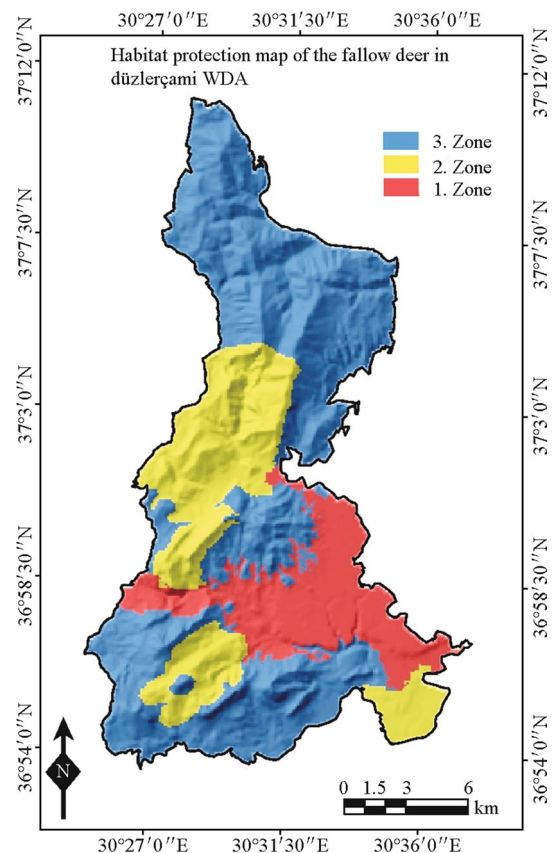 30°27'0"E 30°31'30"E 30°36'0"E
Habitat protection map of the fallow deer in
düzlerçami WDA
3. Zone
2. Zone
1. Zone
37°12'0"N
37°7'30"N
37°3'0"N
36°58'30"N
36°54'0"N
37°12'0"N
37°7'30"N
37°3'0"N
36°58'30"N
36°54'0"N
N
0 1.5 3 6
km
30°27'0"E 30°31'30"E 30°36'0"E